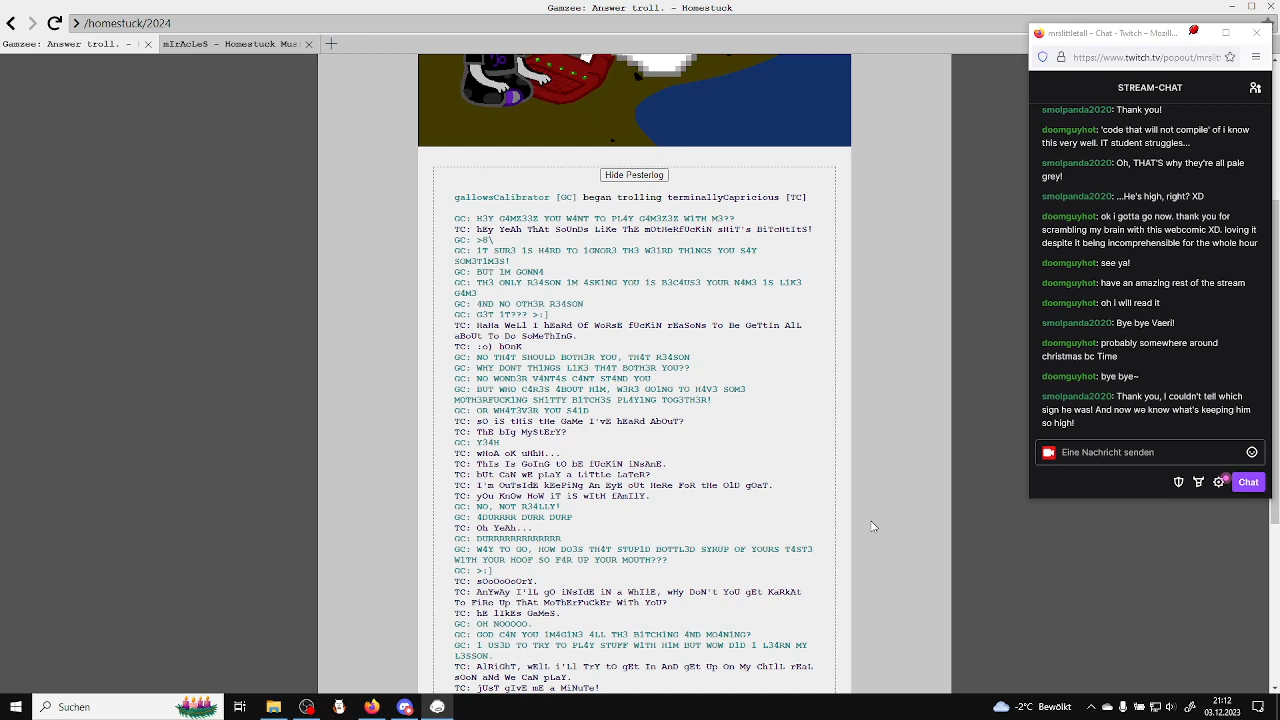 Gamzee: Answer troll. - Homestuck
/homestuck/2024
Gamzee: Answer troll. -
mIrAcLeS - Homestuck Mus
Hide Pesterlog
gallowsCalibrator [GC] began trolling terminallyCapricious [TC]
GC: H3Y G4MZ33Z YOU W4NT TO PL4Y G4M3Z3Z W1TH M3??
TC: hEy YeAh ThAt SoUnDs LiKe ThE mOtHeRfUcKiN sHiT's BiTcHtItS!
GC: >8\
GC: 1T SUR3 1S H4RD TO 1GNOR3 TH3 W31RD TH1NGS YOU S4Y
SOM3T1M3S!
GC: BUT 1M GONN4
GC: TH3 ONLY R34SON 1M 4SK1NG YOU 1S B3C4US3 YOUR N4M3 1S L1K3
G4M3
GC: 4ND NO OTH3R R34SON
GC: G3T 1T??? >:]
TC: HaHa WeLl I hEaRd Of WoRsE fUcKiN rEaSoNs To Be GeTtIn AlL
aBoUt To Do SoMeThInG.
TC: :o) hOnK
GC: NO TH4T SHOULD BOTH3R YOU, TH4T R34SON
GC: WHY DONT TH1NGS L1K3 TH4T BOTH3R YOU??
GC: NO WOND3R V4NT4S C4NT ST4ND YOU
GC: BUT WHO C4R3S 4BOUT H1M, W3R3 GO1NG TO H4V3 SOM3
MOTH3RFUCK1NG SH1TTY B1TCH3S PL4Y1NG TOG3TH3R!
GC: OR WH4T3V3R YOU S41D
TC: sO iS tHiS tHe GaMe I'vE hEaRd AbOuT?
TC: ThE bIg MyStErY?
GC: Y34H
TC: wHoA oK uHhH...
TC: ThIs Is GoInG tO bE fUcKiN iNsAnE.
TC: bUt CaN wE pLaY a LiTtLe LaTeR?
TC: I'm OuTsIdE kEePiNg An EyE oUt HeRe FoR tHe OlD gOaT.
TC: yOu KnOw HoW iT iS wItH fAmIlY.
GC: NO, NOT R34LLY!
GC: 4DURRRR DURR DURP
TC: Oh YeAh...
GC: DURRRRRRRRRRRR
GC: W4Y TO GO, HOW DO3S TH4T STUP1D BOTTL3D SYRUP OF YOURS T4ST3
W1TH YOUR HOOF SO F4R UP YOUR MOUTH???
GC: >:]
TC: sOoOoOoOrY.
TC: AnYwAy I'lL gO iNsIdE iN a WhIlE, wHy DoN't YoU gEt KaRkAt
To FiRe Up ThAt MoThErFuCkEr WiTh YoU?
TC: hE lIkEs GaMeS.
GC: OH NOOOOO.
GC: GOD C4N YOU 1M4G1N3 4LL TH3 B1TCH1NG 4ND MO4N1NG?
GC: 1 US3D TO TRY TO PL4Y STUFF W1TH H1M BUT WOW D1D 1 L34RN MY
L3SSON.
TC: AlRiGhT, wElL i'Ll TrY tO gEt In AnD gEt Up On My ChIlL rEaL
sOoN aNd We CaN pLaY.
TC: jUsT gIvE mE a MiNuTe!
mrslittletall – Chat - Twitch – Mozil...
https://www.twitch.tv/popout/mrslitt
STREAM-CHAT
smolpanda2020: Thank you!
doomguyhot: 'code that will not compile' of i know
this very well. IT student struggles...
smolpanda2020: Oh, THAT'S why they're all pale
grey!
smolpanda2020: ...He's high, right? XD
doomguyhot: ok i gotta go now. thank you for
scrambling my brain with this webcomic XD. loving it
despite it being incomprehensible for the whole hour
doomguyhot: see ya!
doomguyhot: have an amazing rest of the stream
doomguyhot: oh i will read it
smolpanda2020: Bye bye Vaeri!
doomguyhot: probably somewhere around
christmas bc Time
doomguyhot: bye bye~
smolpanda2020: Thank you, I couldn't tell which
sign he was! And now we know what's keeping him
so high!
Eine Nachricht senden
Chat
Suchen
-2°C Bewölkt
21:12
03.12.2023